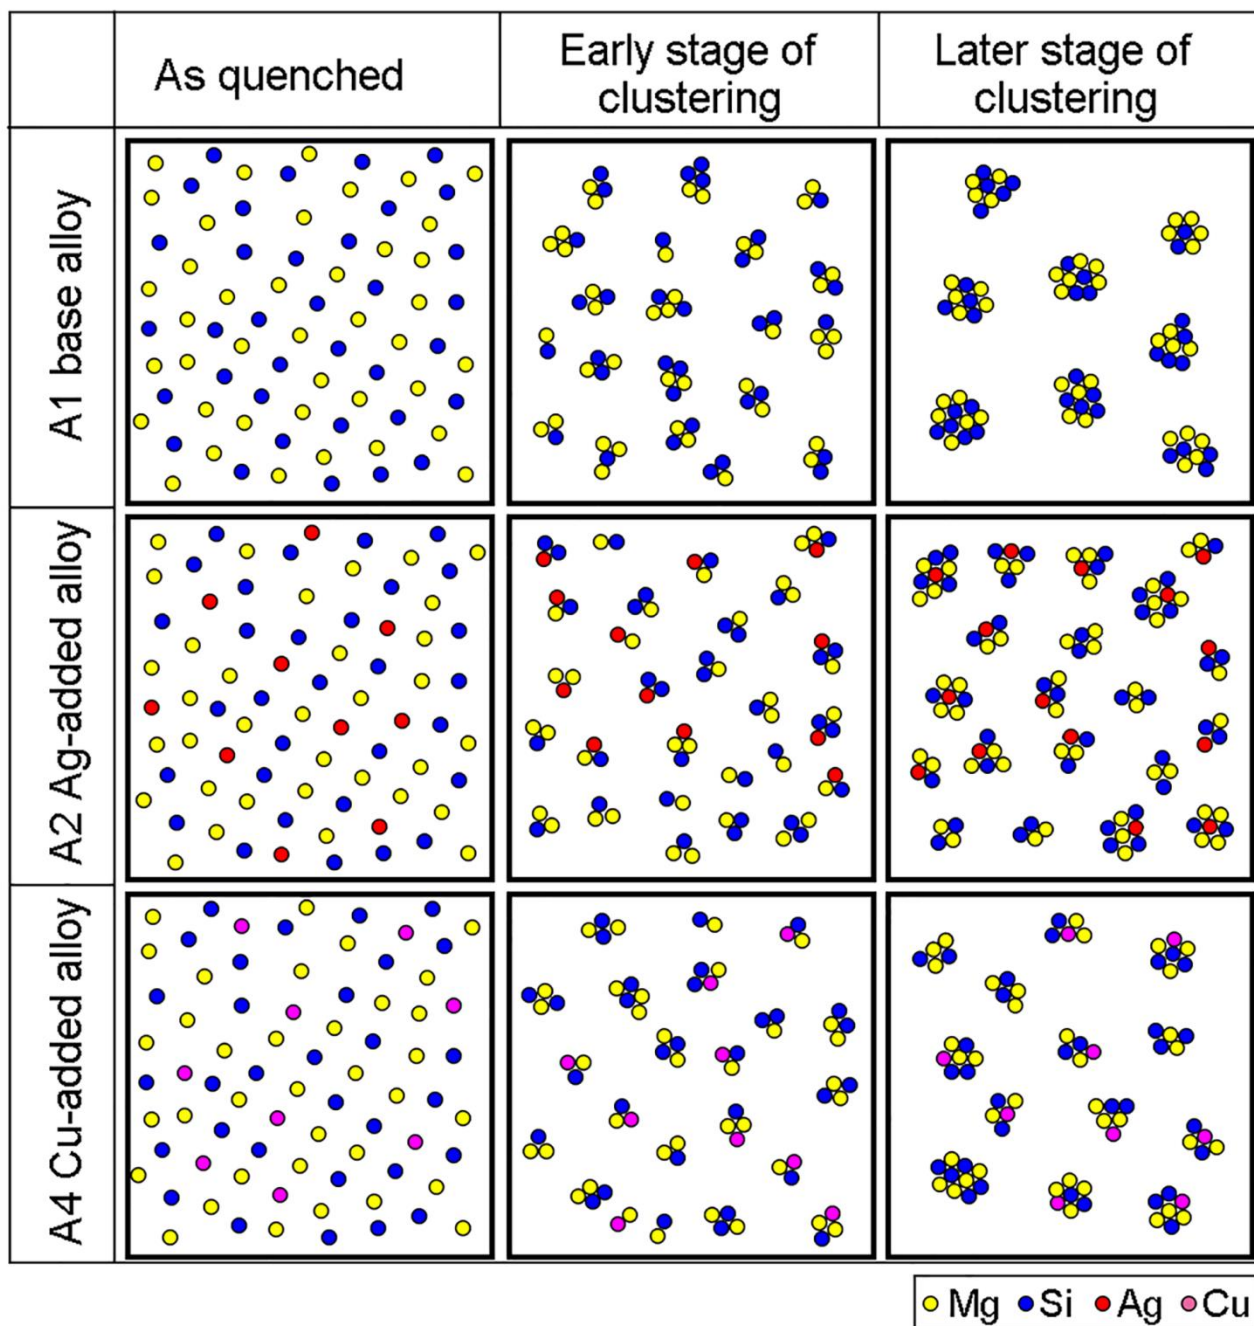 As quenched
Early stage of
clustering
Later stage of
clustering
A1 base alloy
A2 Ag-added alloy
A4 Cu-added alloy
Mg Si Ag Cu